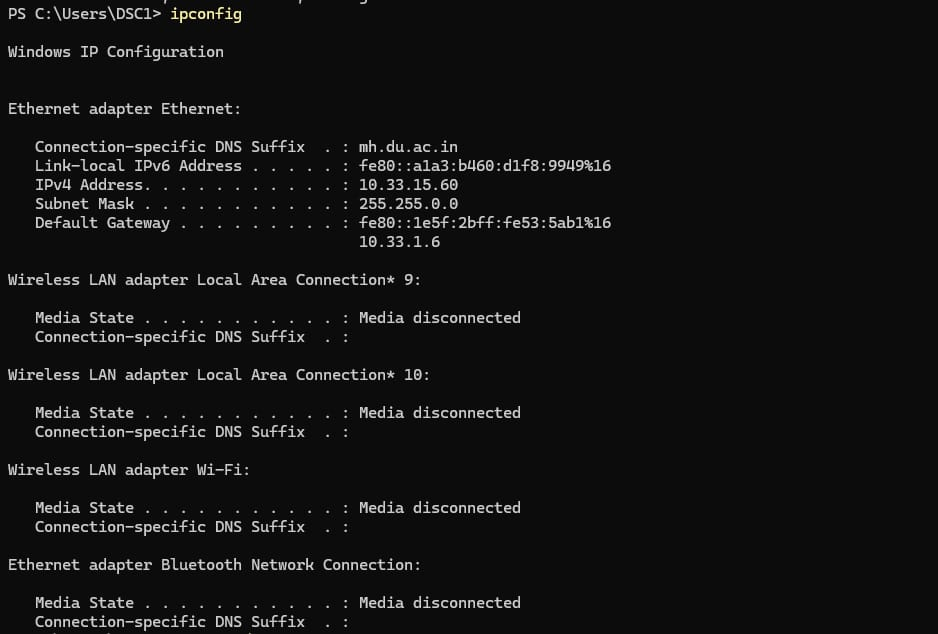 PS C:\Users\DSC1> ipconfig
Windows IP Configuration
Ethernet adapter Ethernet:
Connection-specific DNS Suffix  . : mh.du.ac.in
Link-local IPv6 Address . . . . . : fe80::a1a3:b460:d1f8:9949%16
IPv4 Address. . . . . . . . . . . : 10.33.15.60
Subnet Mask . . . . . . . . . . . : 255.255.0.0
Default Gateway . . . . . . . . . : fe80::1e5f:2bff:fe53:5ab1%16
10.33.1.6
Wireless LAN adapter Local Area Connection* 9:
Media State . . . . . . . . . . . : Media disconnected
Connection-specific DNS Suffix  . :
Wireless LAN adapter Local Area Connection* 10:
Media State . . . . . . . . . . . : Media disconnected
Connection-specific DNS Suffix  . :
Wireless LAN adapter Wi-Fi:
Media State . . . . . . . . . . . : Media disconnected
Connection-specific DNS Suffix  . :
Ethernet adapter Bluetooth Network Connection:
Media State . . . . . . . . . . . : Media disconnected
Connection-specific DNS Suffix  . :